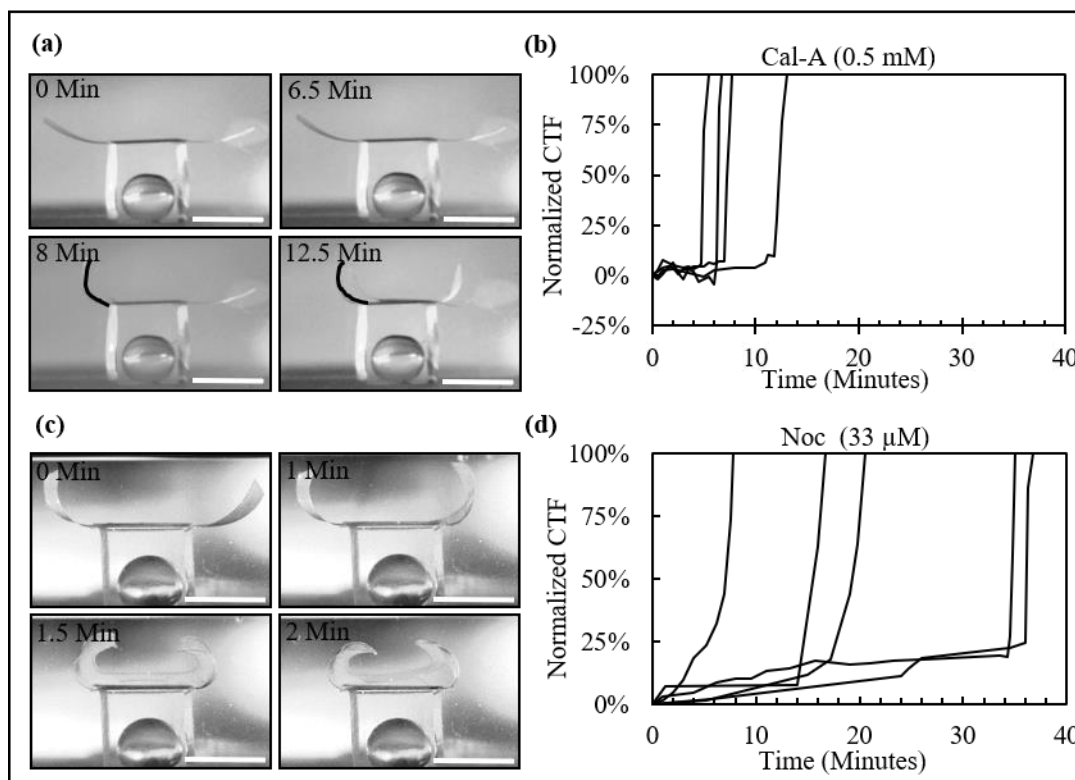 (a)
0 Min
6.5 Min
8 Min
12.5 Min
(b)
Cal-A (0.5 mM)
Normalized CTF
100%
75%
50%
25%
0%
-25%
0
10
20
30
40
Time (Minutes)
(c)
0 Min
1 Min
1.5 Min
2 Min
(d)
Noc (33 µM)
Normalized CTF
100%
75%
50%
25%
0%
0
10
20
30
40
Time (Minutes)